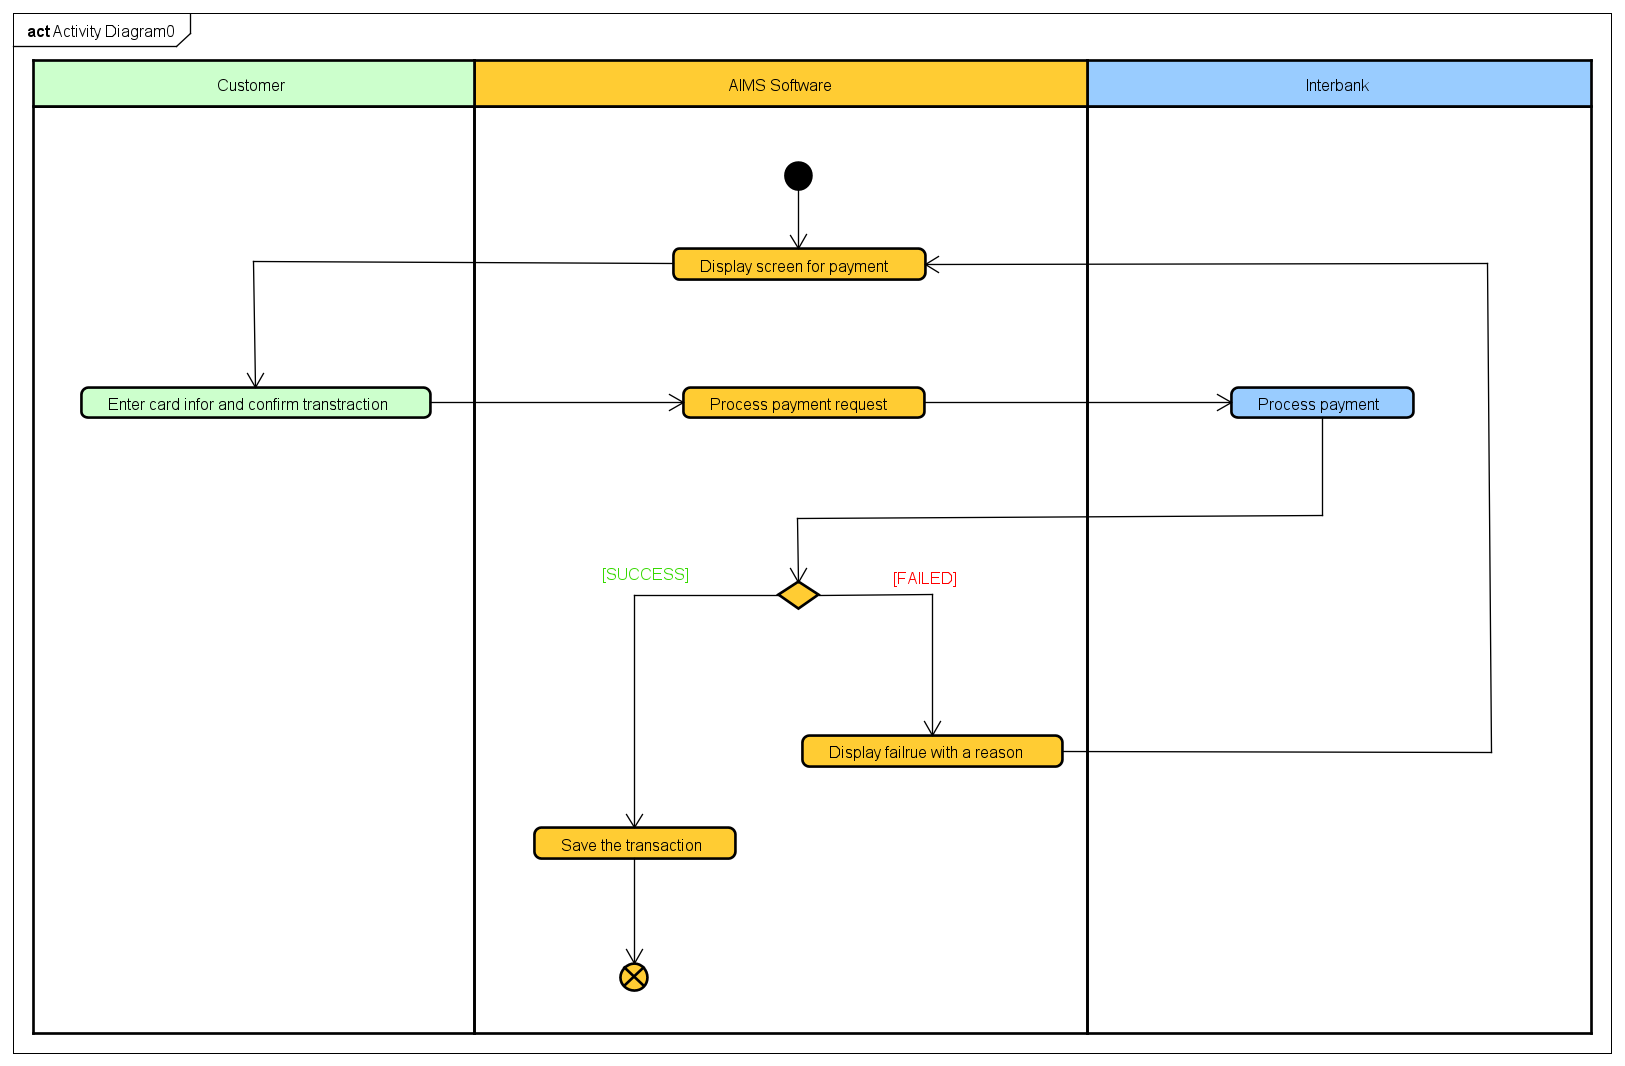 act Activity Diagram0
Customer
AIMS Software
Interbank
Display screen for payment
Enter card infor and confirm transtraction
Process payment request
Process payment
[SUCCESS]
[FAILED]
Display failrue with a reason
Save the transaction